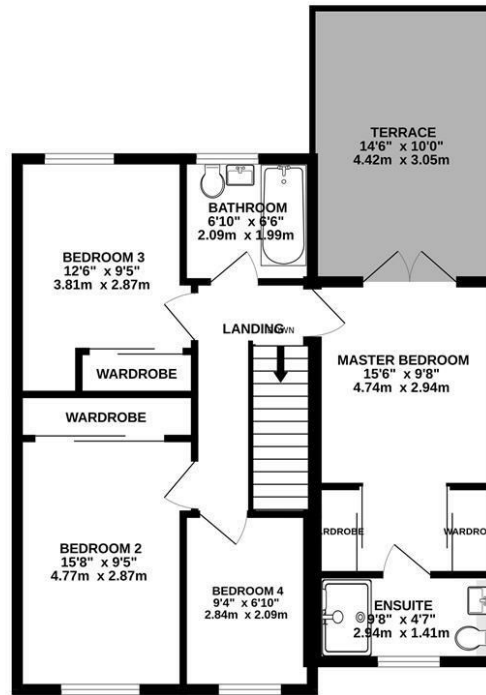 TERRACE
14'6" x 10'0"
4.42m x 3.05m
BATHROOM
6'10" x 6'6"
2.09m x 1.99m
BEDROOM 3
12'6" x 9'5"
3.81m x 2.87m
LANDING
MASTER BEDROOM
15'6" x 9'8"
4.74m x 2.94m
WARDROBE
WARDROBE
BEDROOM 2
15'8" x 9'5"
4.77m x 2.87m
BEDROOM 4
9'4" x 6'10"
2.84m x 2.09m
ENSUITE
9'8" x 4'7"
2.94m x 1.41m